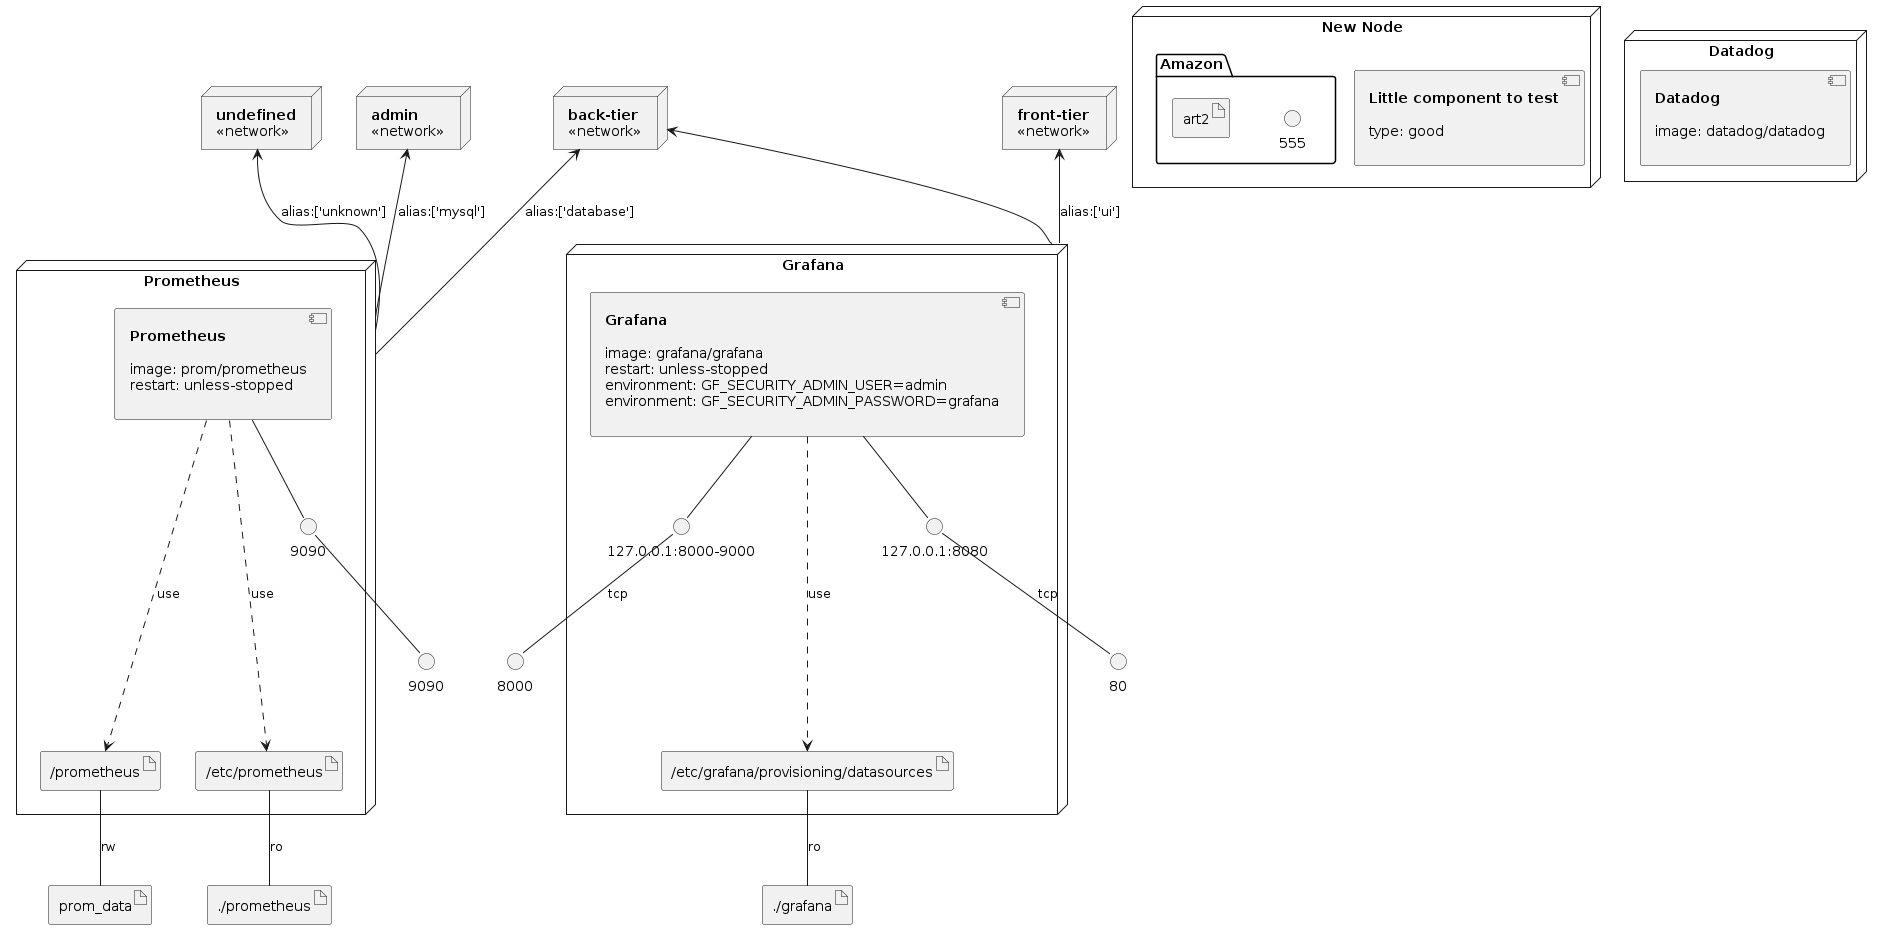 New Node
Amazon
art2
555
Little component to test
type: good
Datadog
Datadog
image: datadog/datadog
undefined
«network»
admin
«network»
back-tier
«network»
front-tier
«network»
alias:['unknown']
alias:['mysql']
alias:['database']
alias:['ui']
Prometheus
Prometheus
image: prom/prometheus
restart: unless-stopped
9090
use
use
9090
/prometheus
/etc/prometheus
rw
ro
prom_data
./prometheus
Grafana
Grafana
image: grafana/grafana
restart: unless-stopped
environment: GF_SECURITY_ADMIN_USER=admin
environment: GF_SECURITY_ADMIN_PASSWORD=grafana
127.0.0.1:8000-9000
127.0.0.1:8080
tcp
use
tcp
8000
80
/etc/grafana/provisioning/datasources
ro
./grafana